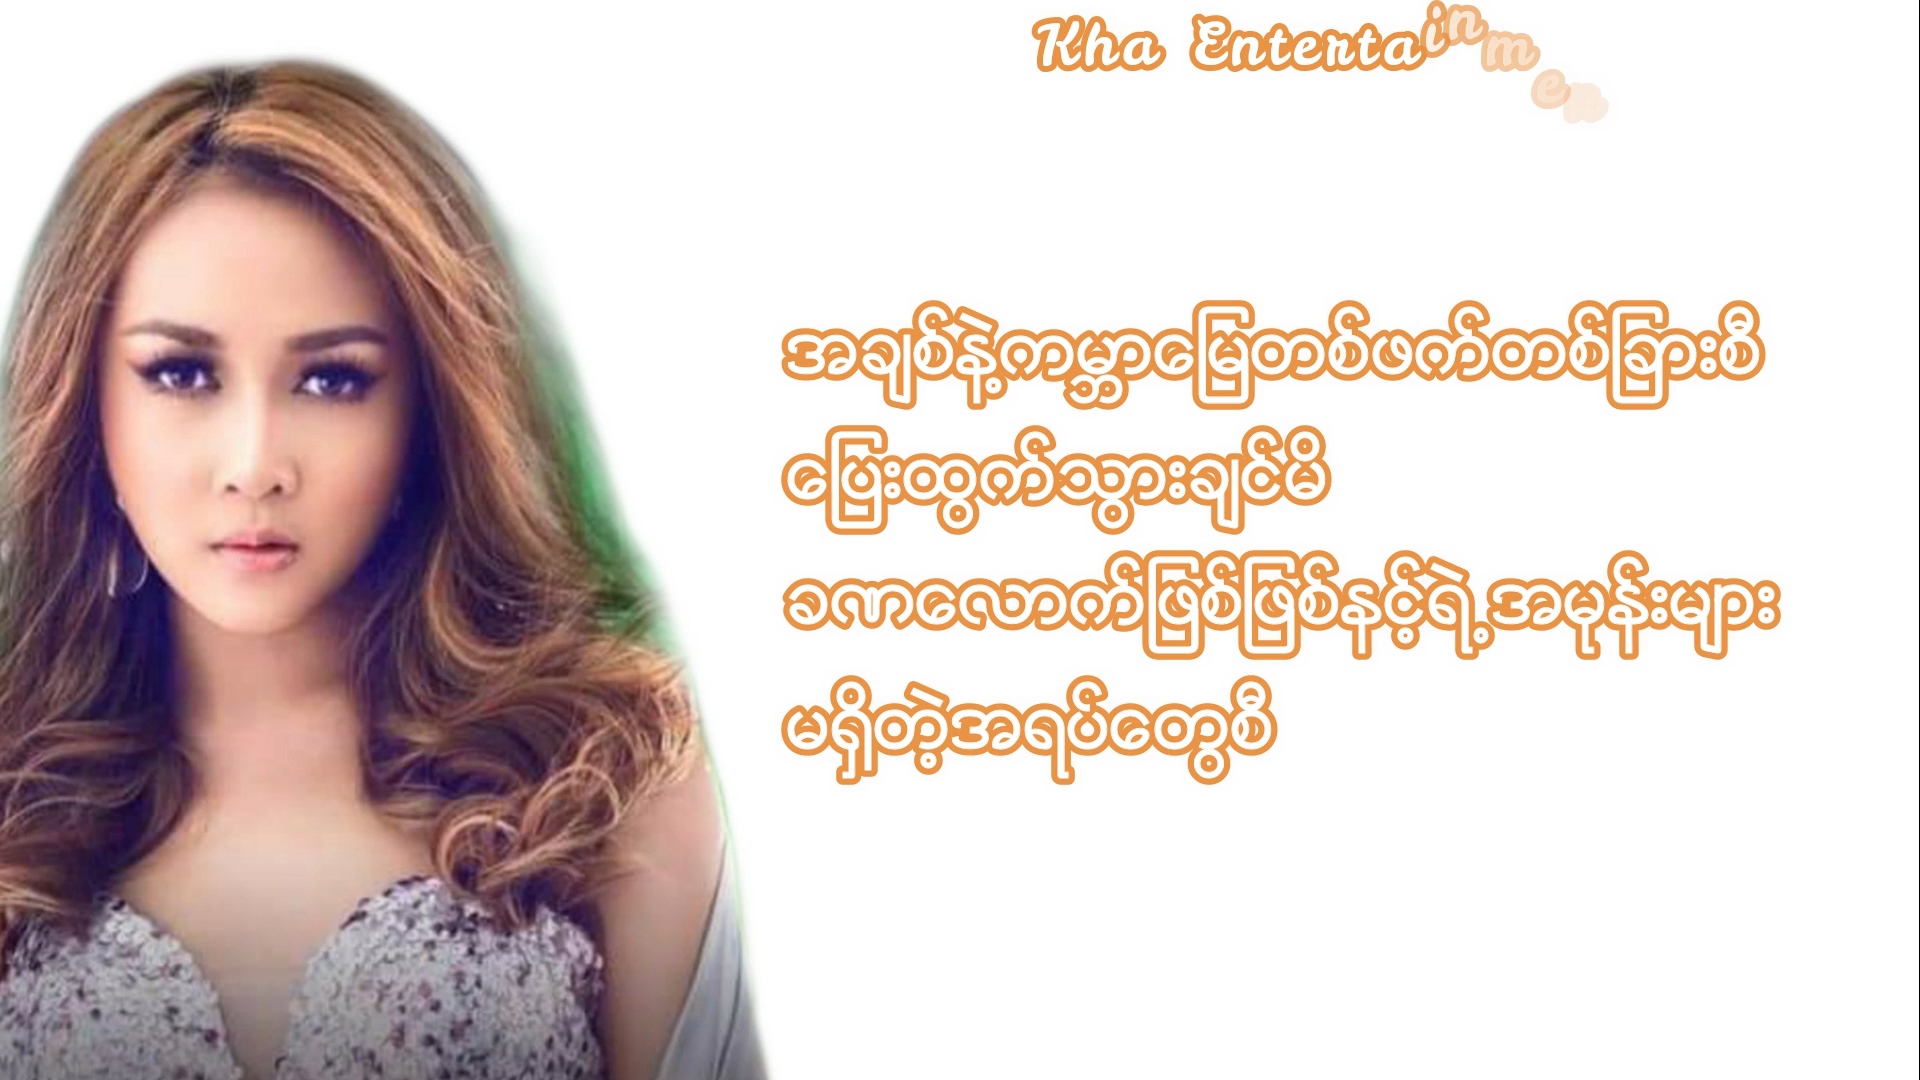 Kha Entertainmen
အချစ်နဲ့ကမ္ဘာမြေတစ်ဖက်တစ်ခြားစီ
ပြေးထွက်သွားချင်မိ
ခဏလောက်ဖြစ်ဖြစ်နင့်ရဲ့အမုန်းများ
မရှိတဲ့အရပ်တွေစီ